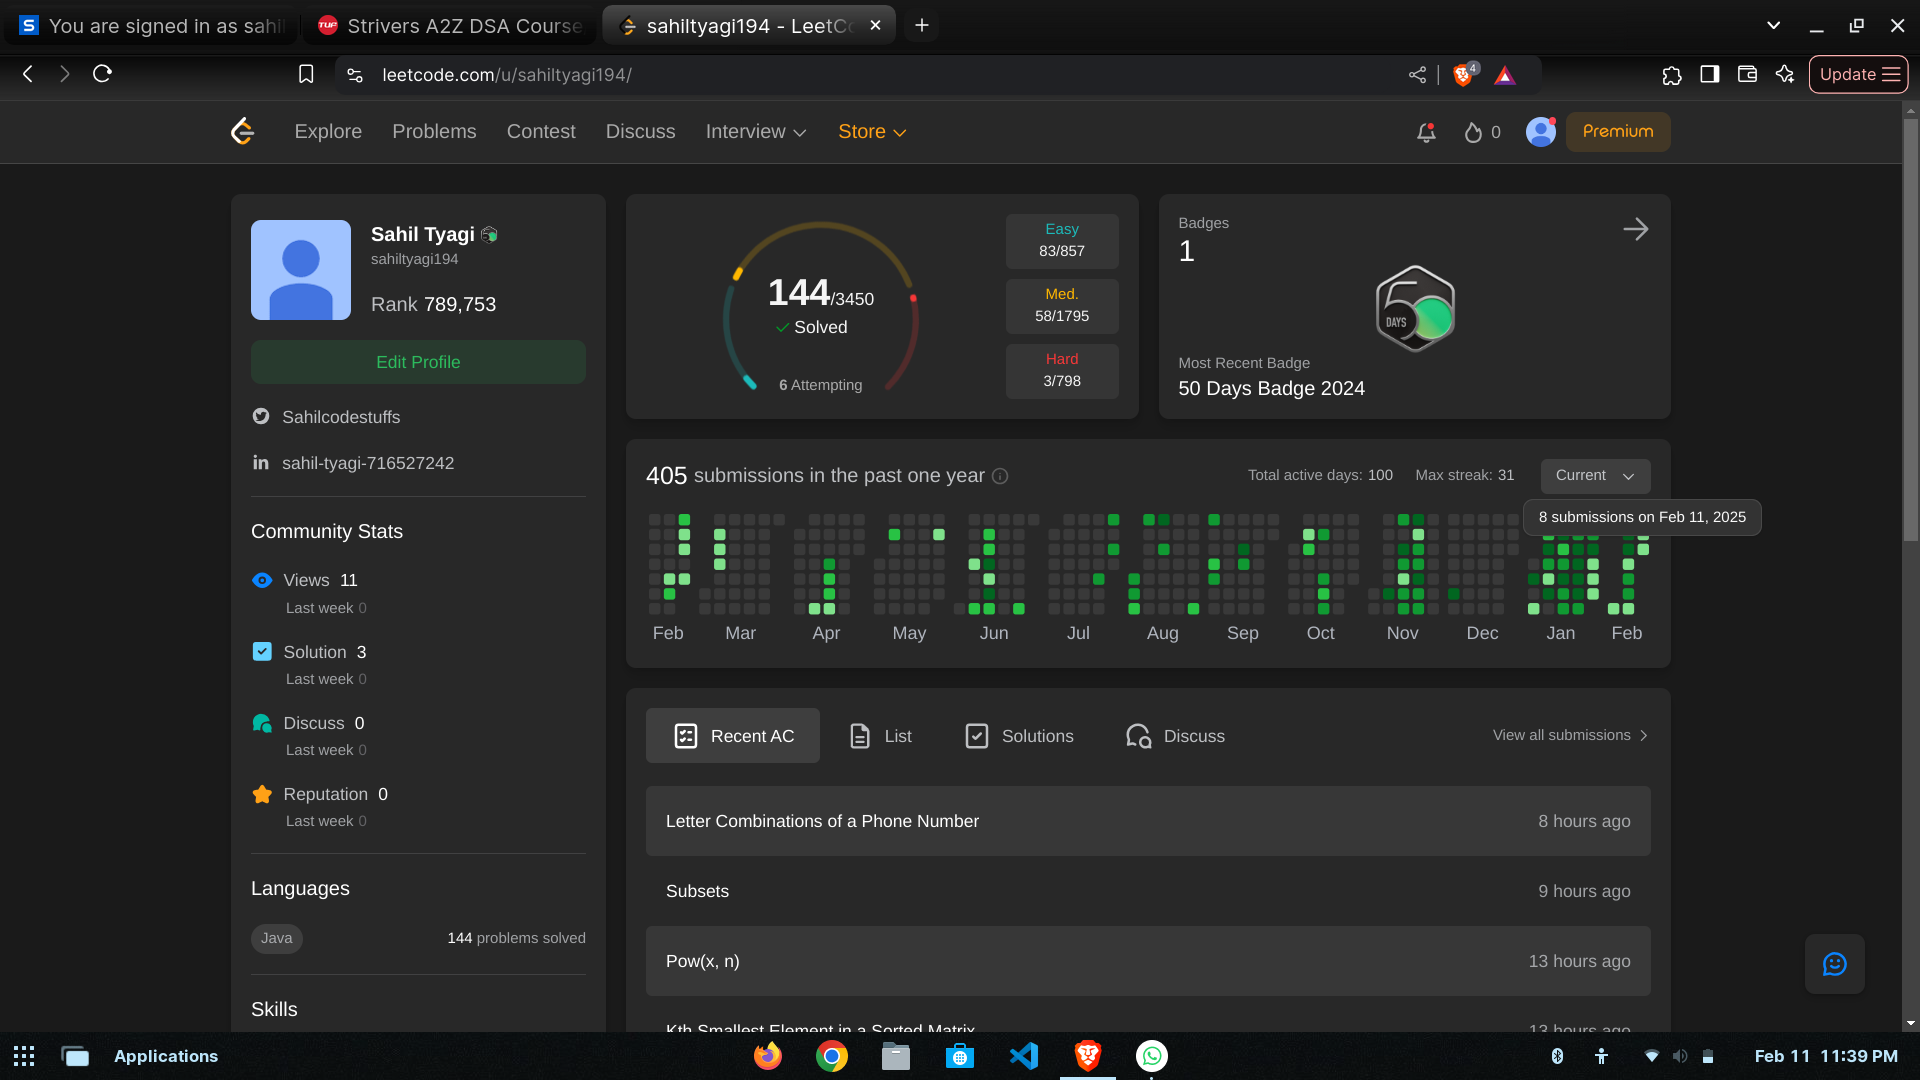 You are signed in as sahil
Strivers A2Z DSA Course
sahiltyagi194 - LeetCo
leetcode.com/u/sahiltyagi194/
4
Update
Explore
Problems
Contest
Discuss
Interview
Store
0
Premium
Sahil Tyagi
sahiltyagi194
Rank 789,753
Edit Profile
Sahilcodestuffs
sahil-tyagi-716527242
Community Stats
Views 11
Last week 0
Solution 3
Last week 0
Discuss 0
Last week 0
Reputation 0
Last week 0
Languages
Java
144 problems solved
Skills
144/3450
Solved
6 Attempting
Easy
83/857
Med.
58/1795
Hard
3/798
Badges
1
50
DAYS
Most Recent Badge
50 Days Badge 2024
405 submissions in the past one year
Total active days: 100
Max streak: 31
Current
8 submissions on Feb 11, 2025
Feb Mar Apr May Jun Jul Aug Sep Oct Nov Dec Jan Feb
Recent AC
List
Solutions
Discuss
View all submissions
Letter Combinations of a Phone Number
8 hours ago
Subsets
9 hours ago
Pow(x, n)
13 hours ago
Kth Smallest Element in a Sorted Matrix
13 hours ago
Applications
Feb 11 11:39 PM